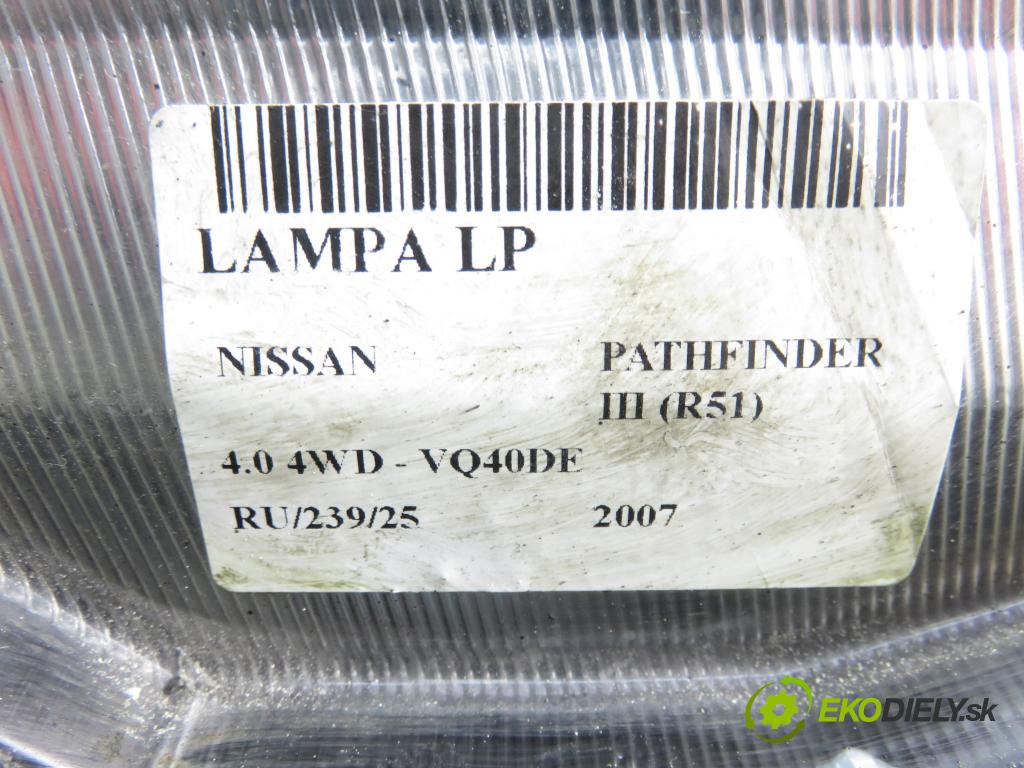 LAMPA LP
NISSAN PATHFINDER
III (R51)
4.0 4WD - VQ40DE
RU/239/25 2007
EKODIELY.sk